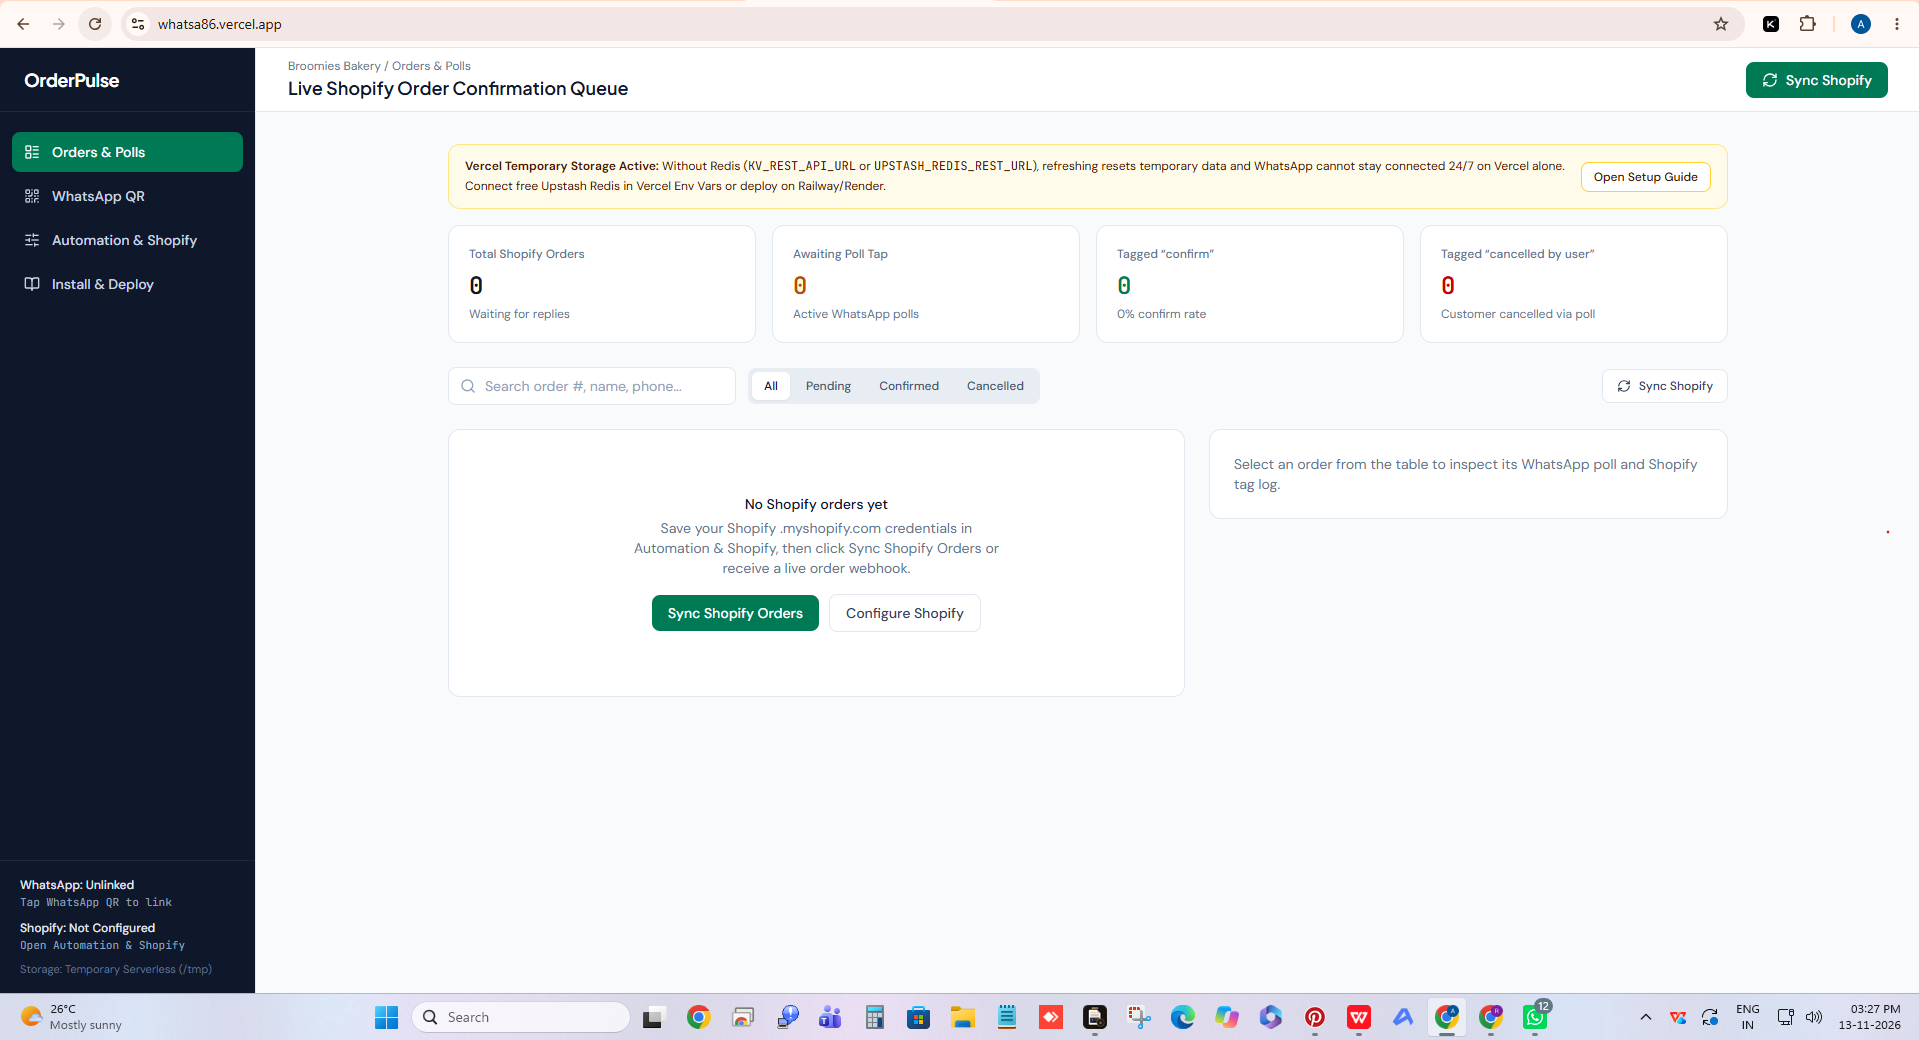 whatsa86.vercel.app
A
OrderPulse
Broomies Bakery / Orders & Polls
Live Shopify Order Confirmation Queue
Sync Shopify
Orders & Polls
WhatsApp QR
Automation & Shopify
Install & Deploy
Vercel Temporary Storage Active: Without Redis (KV_REST_API_URL or UPSTASH_REDIS_REST_URL), refreshing resets temporary data and WhatsApp cannot stay connected 24/7 on Vercel alone.
Connect free Upstash Redis in Vercel Env Vars or deploy on Railway/Render.
Open Setup Guide
Total Shopify Orders
0
Waiting for replies
Awaiting Poll Tap
0
Active WhatsApp polls
Tagged “confirm”
0
0% confirm rate
Tagged “cancelled by user”
0
Customer cancelled via poll
Search order #, name, phone...
All
Pending
Confirmed
Cancelled
Sync Shopify
No Shopify orders yet
Save your Shopify .myshopify.com credentials in
Automation & Shopify, then click Sync Shopify Orders or
receive a live order webhook.
Sync Shopify Orders
Configure Shopify
Select an order from the table to inspect its WhatsApp poll and Shopify
tag log.
WhatsApp: Unlinked
Tap WhatsApp QR to link
Shopify: Not Configured
Open Automation & Shopify
Storage: Temporary Serverless (/tmp)
26°C
Mostly sunny
Search
12
ENG
IN
03:27 PM
13-11-2026